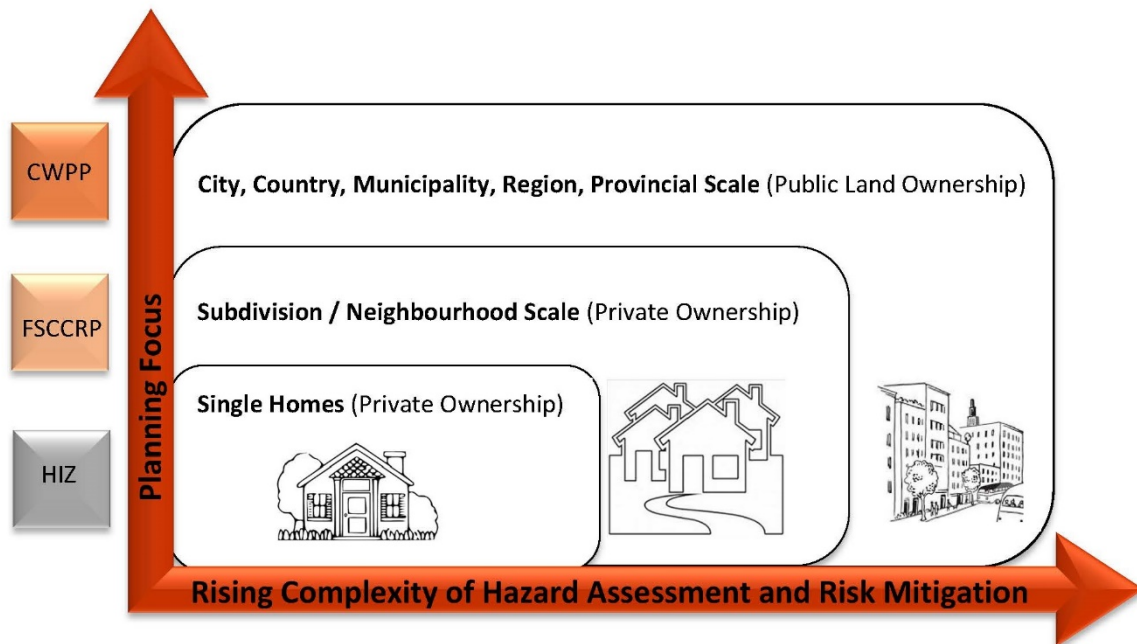 CWPP
City, Country, Municipality, Region, Provincial Scale (Public Land Ownership)
FSCCRP
Subdivision / Neighbourhood Scale (Private Ownership)
Single Homes (Private Ownership)
HIZ
Planning Focus
Rising Complexity of Hazard Assessment and Risk Mitigation